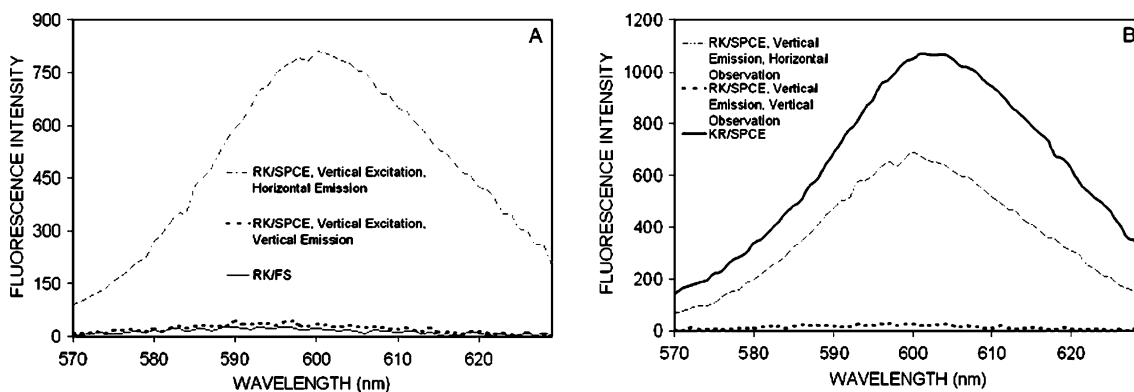 A
900
750
600
450
300
150
0
FLUORESCENCE INTENSITY
RK/SPCE, Vertical Excitation,
Horizontal Emission
RK/SPCE, Vertical Excitation,
Vertical Emission
RK/FS
570 580 590 600 610 620
WAVELENGTH (nm)
B
1200
1000
800
600
400
200
0
FLUORESCENCE INTENSITY
RK/SPCE, Vertical
Emission, Horizontal
Observation
RK/SPCE, Vertical
Emission, Vertical
Observation
KR/SPCE
570 580 590 600 610 620
WAVELENGTH (nm)